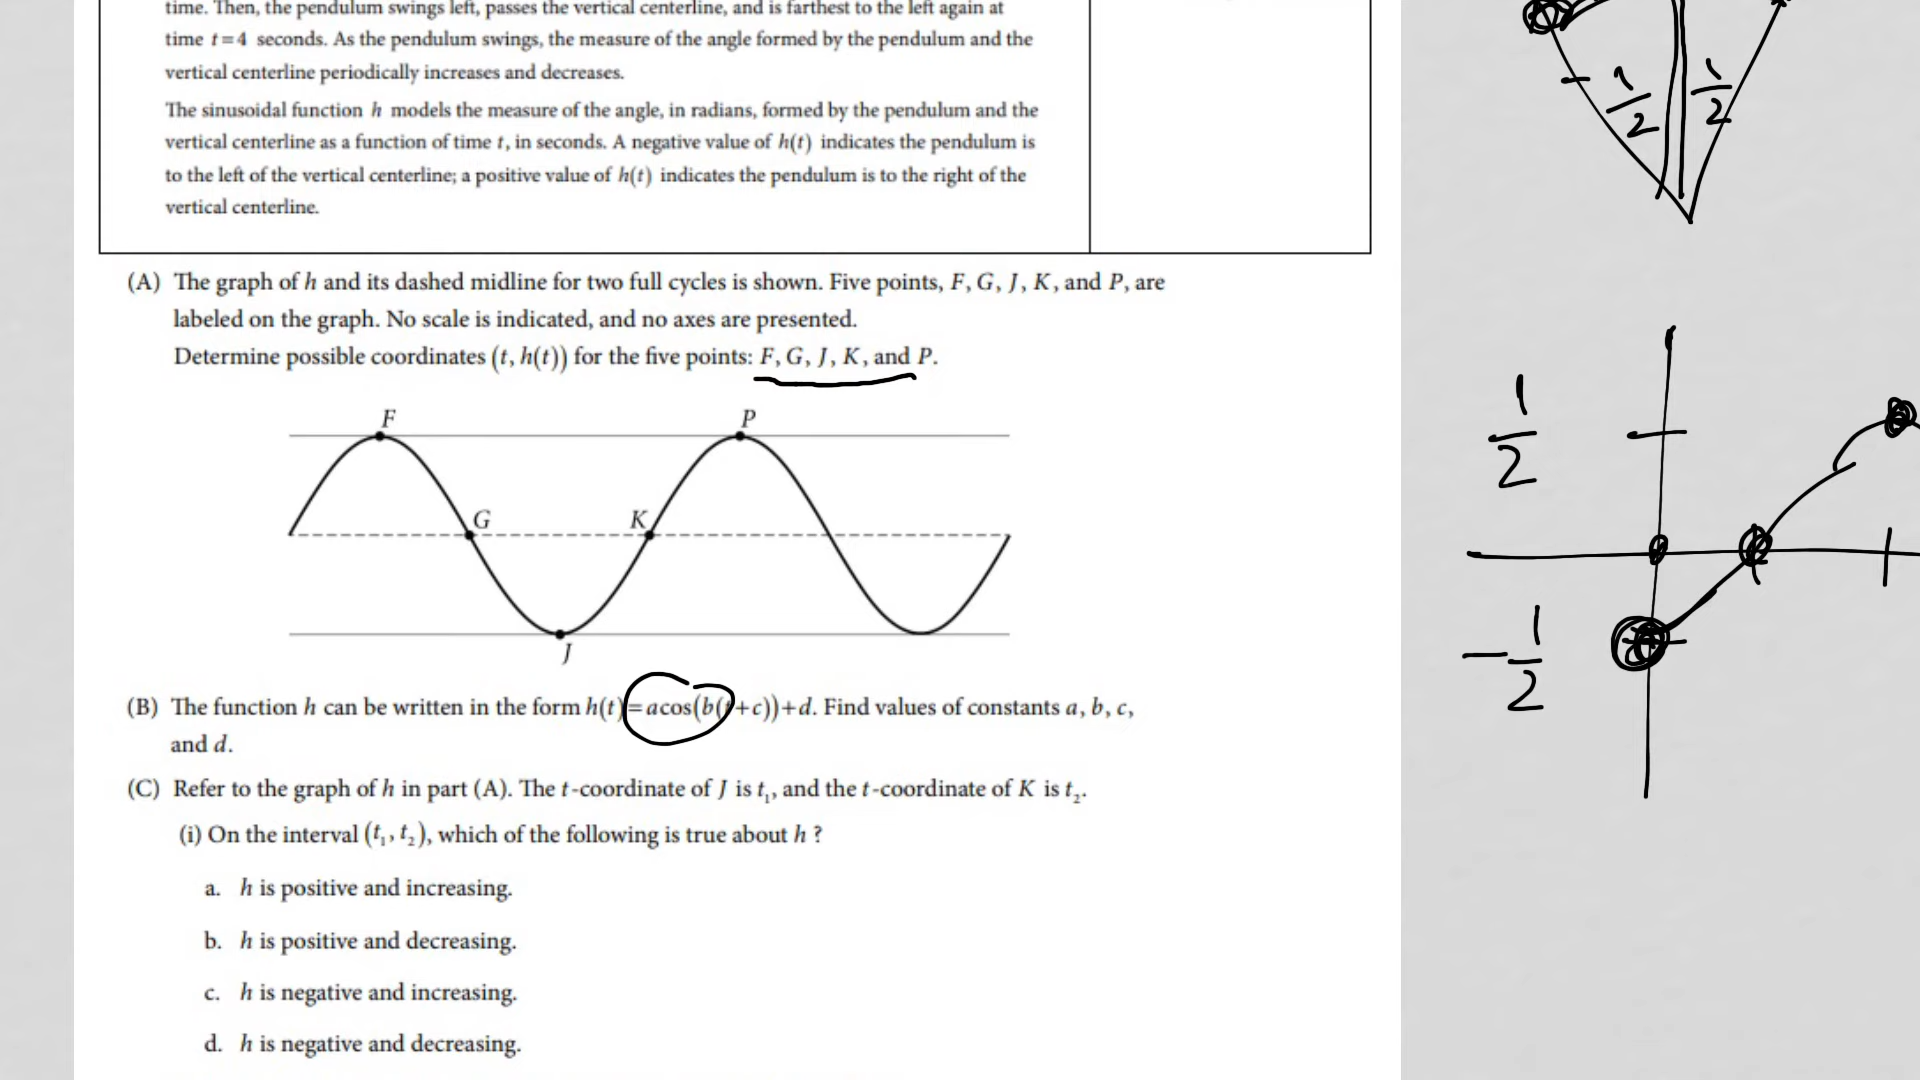 time. Then, the pendulum swings left, passes the vertical centerline, and is farthest to the left again at
time t=4 seconds. As the pendulum swings, the measure of the angle formed by the pendulum and the
vertical centerline periodically increases and decreases.
The sinusoidal function h models the measure of the angle, in radians, formed by the pendulum and the
vertical centerline as a function of time t, in seconds. A negative value of h(t) indicates the pendulum is
to the left of the vertical centerline; a positive value of h(t) indicates the pendulum is to the right of the
vertical centerline.
-1/2
1/2
(A) The graph of h and its dashed midline for two full cycles is shown. Five points, F, G, J, K, and P, are
labeled on the graph. No scale is indicated, and no axes are presented.
Determine possible coordinates (t, h(t)) for the five points: F, G, J, K, and P.
F
P
G
K
J
1/2
-1/2
(B) The function h can be written in the form h(t)=acos(b(t+c))+d. Find values of constants a, b, c,
and d.
(C) Refer to the graph of h in part (A). The t-coordinate of J is t₁, and the t-coordinate of K is t₂.
(i) On the interval (t₁, t₂), which of the following is true about h ?
a. h is positive and increasing.
b. h is positive and decreasing.
c. h is negative and increasing.
d. h is negative and decreasing.